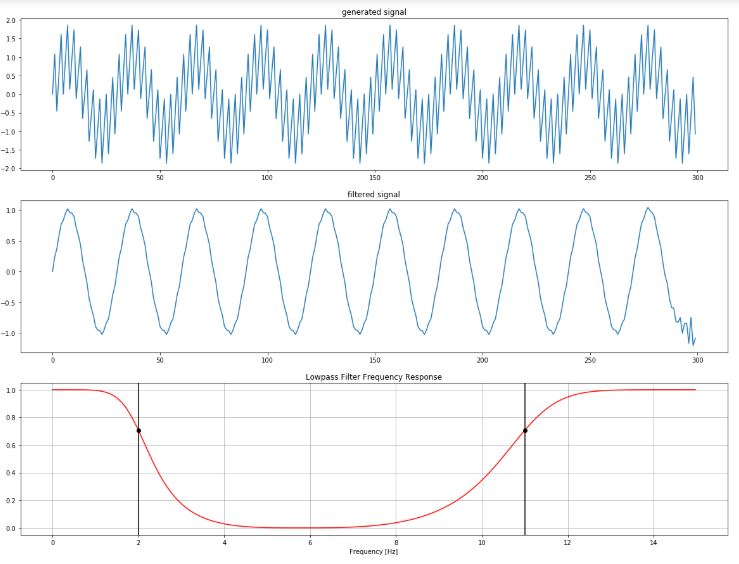 generated signal
2.0
1.5
1.0
0.5
0.0
−0.5
−1.0
−1.5
−2.0
0 50 100 150 200 250 300
filtered signal
1.0
0.5
0.0
−0.5
−1.0
0 50 100 150 200 250 300
Lowpass Filter Frequency Response
1.0
0.8
0.6
0.4
0.2
0.0
0 2 4 6 8 10 12 14
Frequency [Hz]